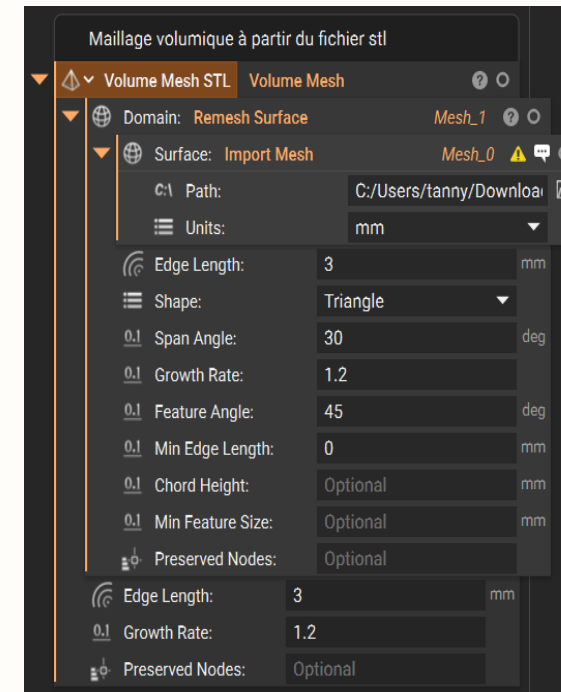 Maillage volumique à partir du fichier stl
Volume Mesh STL Volume Mesh
Domain: Remesh Surface Mesh_1
Surface: Import Mesh Mesh_0
C:\ Path: C:/Users/tanny/Downloa
Units: mm
Edge Length: 3 mm
Shape: Triangle
0.1 Span Angle: 30 deg
0.1 Growth Rate: 1.2
0.1 Feature Angle: 45 deg
0.1 Min Edge Length: 0 mm
0.1 Chord Height: Optional mm
0.1 Min Feature Size: Optional mm
Preserved Nodes: Optional
Edge Length: 3 mm
0.1 Growth Rate: 1.2
Preserved Nodes: Optional